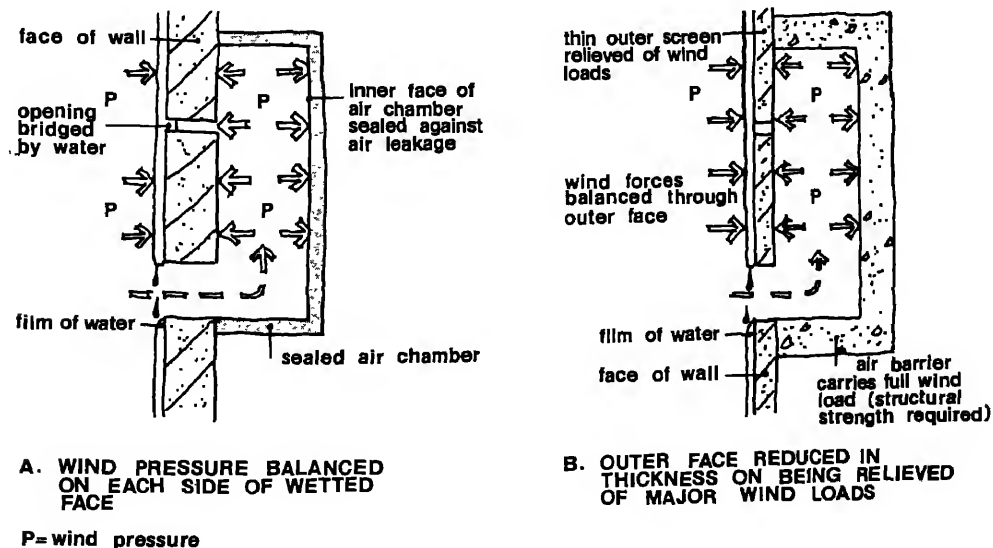 face of wall
P
opening
bridged
by water
P
P
P
inner face of
air chamber
sealed against
air leakage
film of water
sealed air chamber
A. WIND PRESSURE BALANCED
ON EACH SIDE OF WETTED
FACE
P= wind pressure
thin outer screen
relieved of wind
loads
P
P
wind forces
balanced through
outer face
P
film of water
face of wall
air barrier
carries full wind
load (structural
strength required)
B. OUTER FACE REDUCED IN
THICKNESS ON BEING RELIEVED
OF MAJOR WIND LOADS